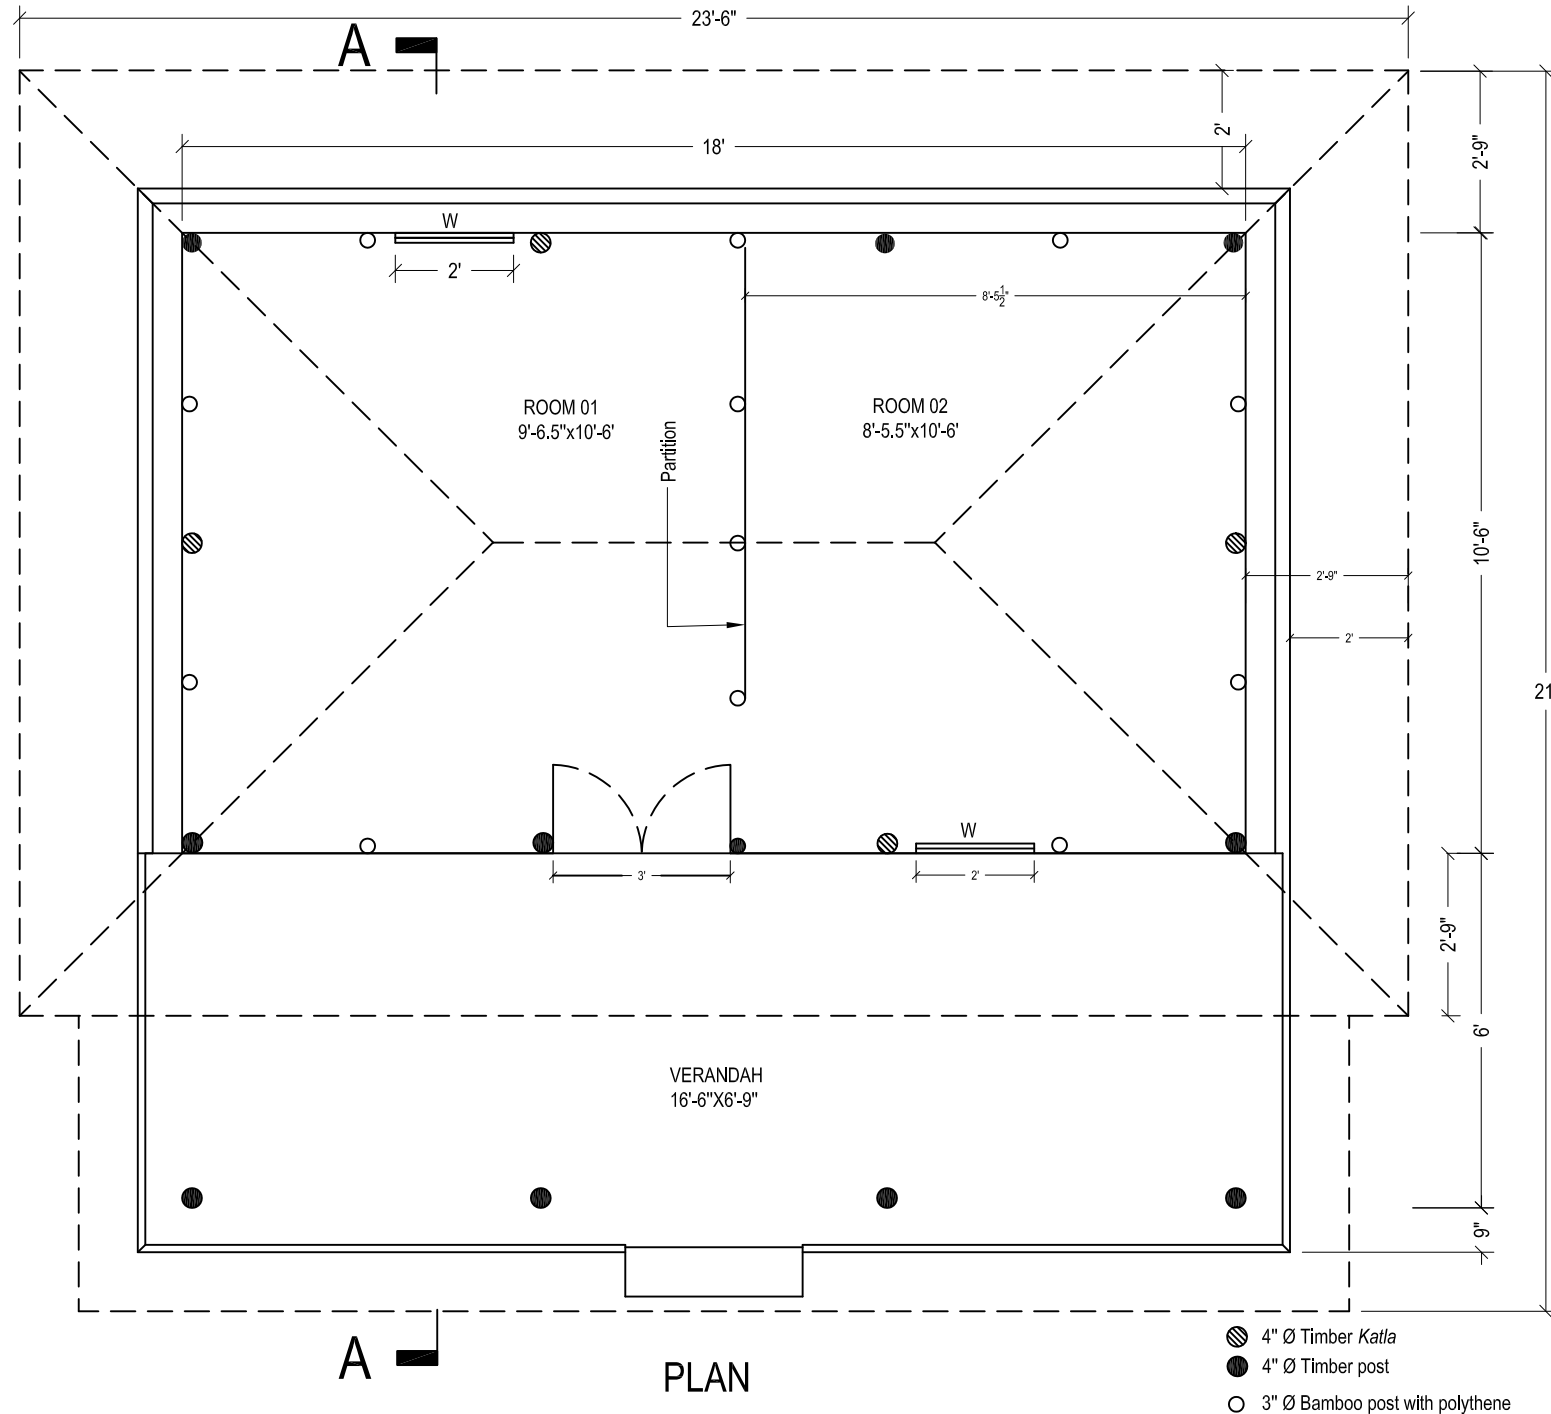 23'-6"
A
2'
18'
2'-9"
W
2'
8'-5½"
ROOM 01
9'-6.5"x10'-6'
ROOM 02
8'-5.5"x10'-6'
Partition
10'-6"
2'-9"
2'
21
W
3'
2'
2'-9"
6'
VERANDAH
16'-6"X6'-9"
9"
A
PLAN
4" Ø Timber Katla
4" Ø Timber post
3" Ø Bamboo post with polythene